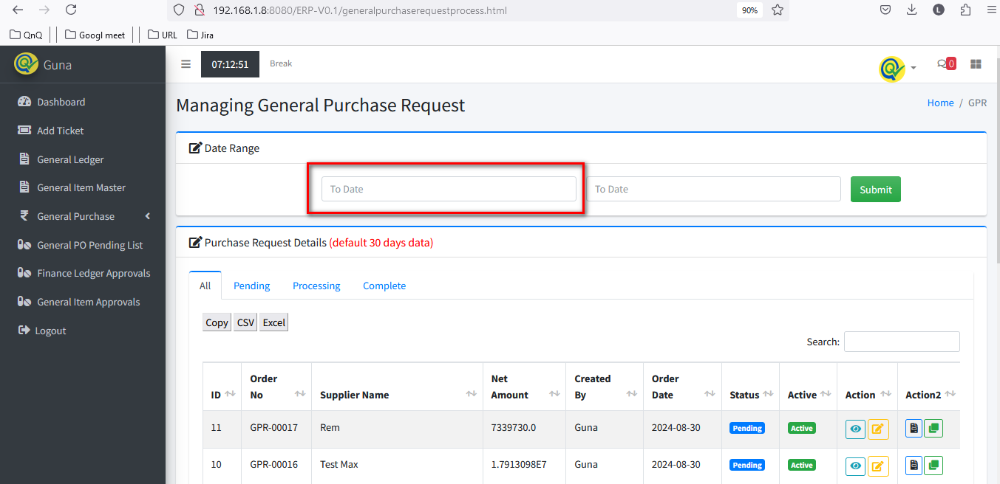 192.168.1.8:8080/ERP-V0.1/generalpurchaserequestprocess.html 90% L
QnQ Googl meet URL Jira
Guna 07:12:51 Break 0
Managing General Purchase Request Home / GPR
Dashboard
Add Ticket
General Ledger
General Item Master
General Purchase
General PO Pending List
Finance Ledger Approvals
General Item Approvals
Logout
Date Range
To Date To Date Submit
Purchase Request Details (default 30 days data)
All Pending Processing Complete
Copy CSV Excel
Search:
ID Order No Supplier Name Net Amount Created By Order Date Status Active Action Action2
11 GPR-00017 Rem 7339730.0 Guna 2024-08-30 Pending Active
10 GPR-00016 Test Max 1.7913098E7 Guna 2024-08-30 Pending Active